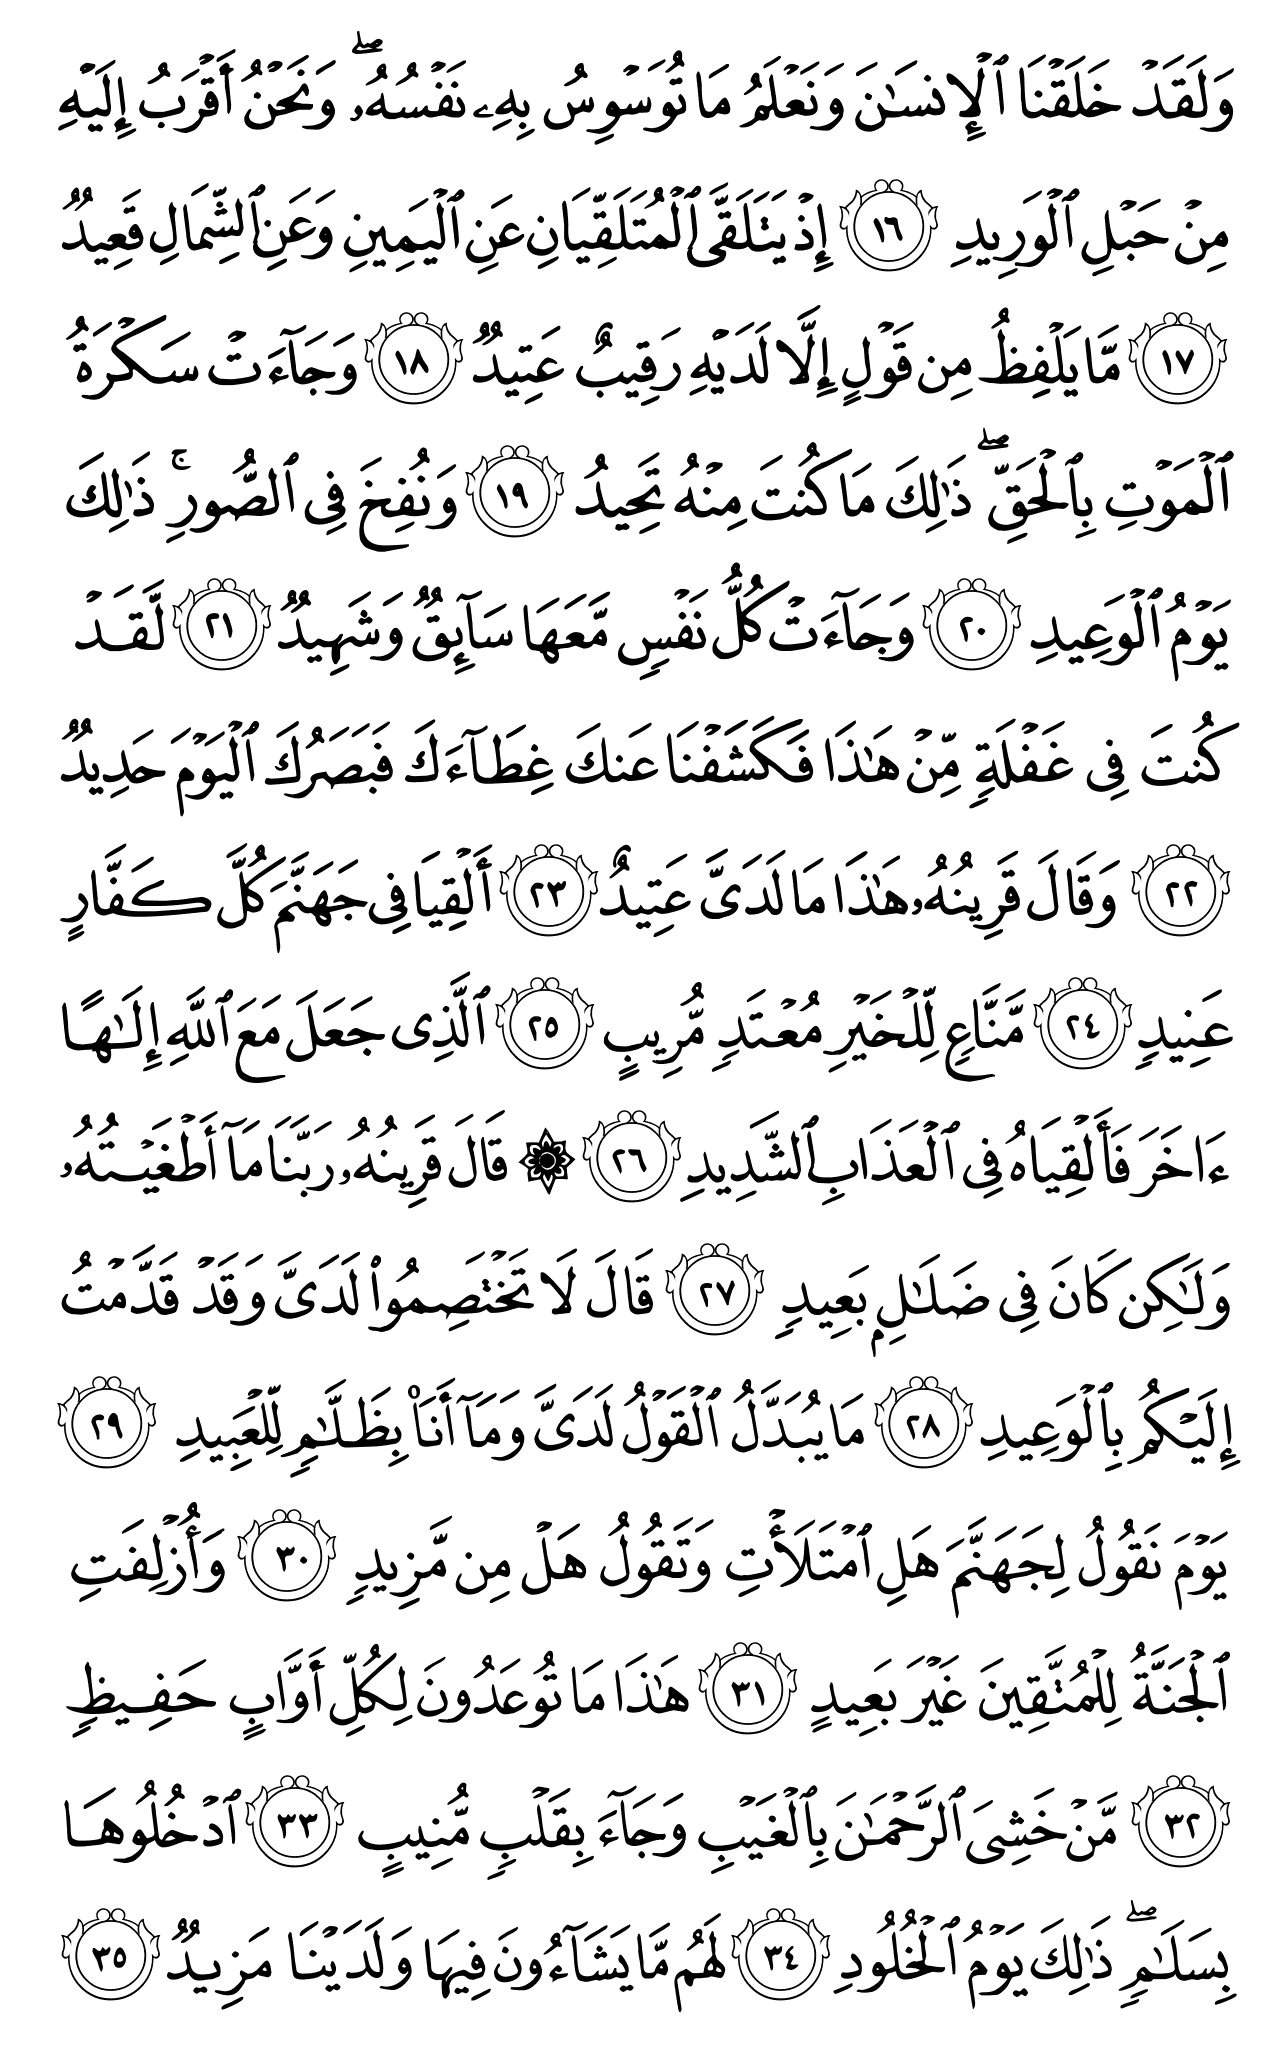 وَلَقَدۡ خَلَقۡنَا ٱلۡإِنسَٰنَ وَنَعۡلَمُ مَا تُوَسۡوِسُ بِهِۦ نَفۡسُهُۥۖ وَنَحۡنُ أَقۡرَبُ إِلَيۡهِ
مِنۡ حَبۡلِ ٱلۡوَرِيدِ ١٦ إِذۡ يَتَلَقَّى ٱلۡمُتَلَقِّيَانِ عَنِ ٱلۡيَمِينِ وَعَنِ ٱلشِّمَالِ قَعِيدٞ
١٧ مَّا يَلۡفِظُ مِن قَوۡلٍ إِلَّا لَدَيۡهِ رَقِيبٌ عَتِيدٞ ١٨ وَجَآءَتۡ سَكۡرَةُ
ٱلۡمَوۡتِ بِٱلۡحَقِّۖ ذَٰلِكَ مَا كُنتَ مِنۡهُ تَحِيدُ ١٩ وَنُفِخَ فِي ٱلصُّورِۚ ذَٰلِكَ
يَوۡمُ ٱلۡوَعِيدِ ٢٠ وَجَآءَتۡ كُلُّ نَفۡسٖ مَّعَهَا سَآئِقٞ وَشَهِيدٞ ٢١ لَّقَدۡ
كُنتَ فِي غَفۡلَةٖ مِّنۡ هَٰذَا فَكَشَفۡنَا عَنكَ غِطَآءَكَ فَبَصَرُكَ ٱلۡيَوۡمَ حَدِيدٞ
٢٢ وَقَالَ قَرِينُهُۥ هَٰذَا مَا لَدَيَّ عَتِيدٌ ٢٣ أَلۡقِيَا فِي جَهَنَّمَ كُلَّ كَفَّارٍ
عَنِيدٖ ٢٤ مَّنَّاعٖ لِّلۡخَيۡرِ مُعۡتَدٖ مُّرِيبٍ ٢٥ ٱلَّذِي جَعَلَ مَعَ ٱللَّهِ إِلَٰهًا
ءَاخَرَ فَأَلۡقِيَاهُ فِي ٱلۡعَذَابِ ٱلشَّدِيدِ ٢٦ ۞ قَالَ قَرِينُهُۥ رَبَّنَا مَآ أَطۡغَيۡتُهُۥ
وَلَٰكِن كَانَ فِي ضَلَٰلِۭ بَعِيدٖ ٢٧ قَالَ لَا تَخۡتَصِمُواْ لَدَيَّ وَقَدۡ قَدَّمۡتُ
إِلَيۡكُم بِٱلۡوَعِيدِ ٢٨ مَا يُبَدَّلُ ٱلۡقَوۡلُ لَدَيَّ وَمَآ أَنَا۠ بِظَلَّٰمٖ لِّلۡعَبِيدِ ٢٩
يَوۡمَ نَقُولُ لِجَهَنَّمَ هَلِ ٱمۡتَلَأۡتِ وَتَقُولُ هَلۡ مِن مَّزِيدٖ ٣٠ وَأُزۡلِفَتِ
ٱلۡجَنَّةُ لِلۡمُتَّقِينَ غَيۡرَ بَعِيدٍ ٣١ هَٰذَا مَا تُوعَدُونَ لِكُلِّ أَوَّابٍ حَفِيظٖ
٣٢ مَّنۡ خَشِيَ ٱلرَّحۡمَٰنَ بِٱلۡغَيۡبِ وَجَآءَ بِقَلۡبٖ مُّنِيبٍ ٣٣ ٱدۡخُلُوهَا
بِسَلَٰمٖۖ ذَٰلِكَ يَوۡمُ ٱلۡخُلُودِ ٣٤ لَهُم مَّا يَشَآءُونَ فِيهَا وَلَدَيۡنَا مَزِيدٞ ٣٥